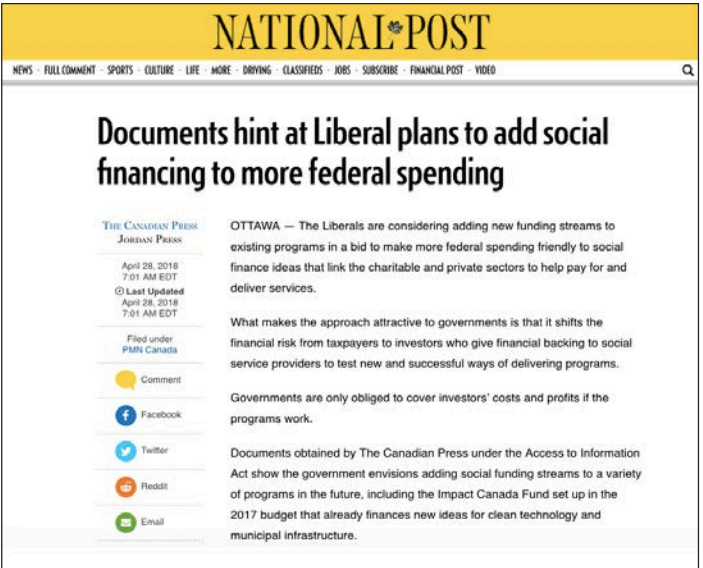 NATIONAL POST
NEWS · FULL COMMENT · SPORTS · CULTURE · LIFE · MORE · DRIVING · CLASSIFIEDS · JOBS · SUBSCRIBE · FINANCIAL POST · VIDEO
Documents hint at Liberal plans to add social
financing to more federal spending
THE CANADIAN PRESS
JORDAN PRESS
April 28, 2018
7:01 AM EDT
Last Updated
April 28, 2018
7:01 AM EDT
Filed under
PMN Canada
Comment
Facebook
Twitter
Reddit
Email
OTTAWA — The Liberals are considering adding new funding streams to
existing programs in a bid to make more federal spending friendly to social
finance ideas that link the charitable and private sectors to help pay for and
deliver services.
What makes the approach attractive to governments is that it shifts the
financial risk from taxpayers to investors who give financial backing to social
service providers to test new and successful ways of delivering programs.
Governments are only obliged to cover investors' costs and profits if the
programs work.
Documents obtained by The Canadian Press under the Access to Information
Act show the government envisions adding social funding streams to a variety
of programs in the future, including the Impact Canada Fund set up in the
2017 budget that already finances new ideas for clean technology and
municipal infrastructure.